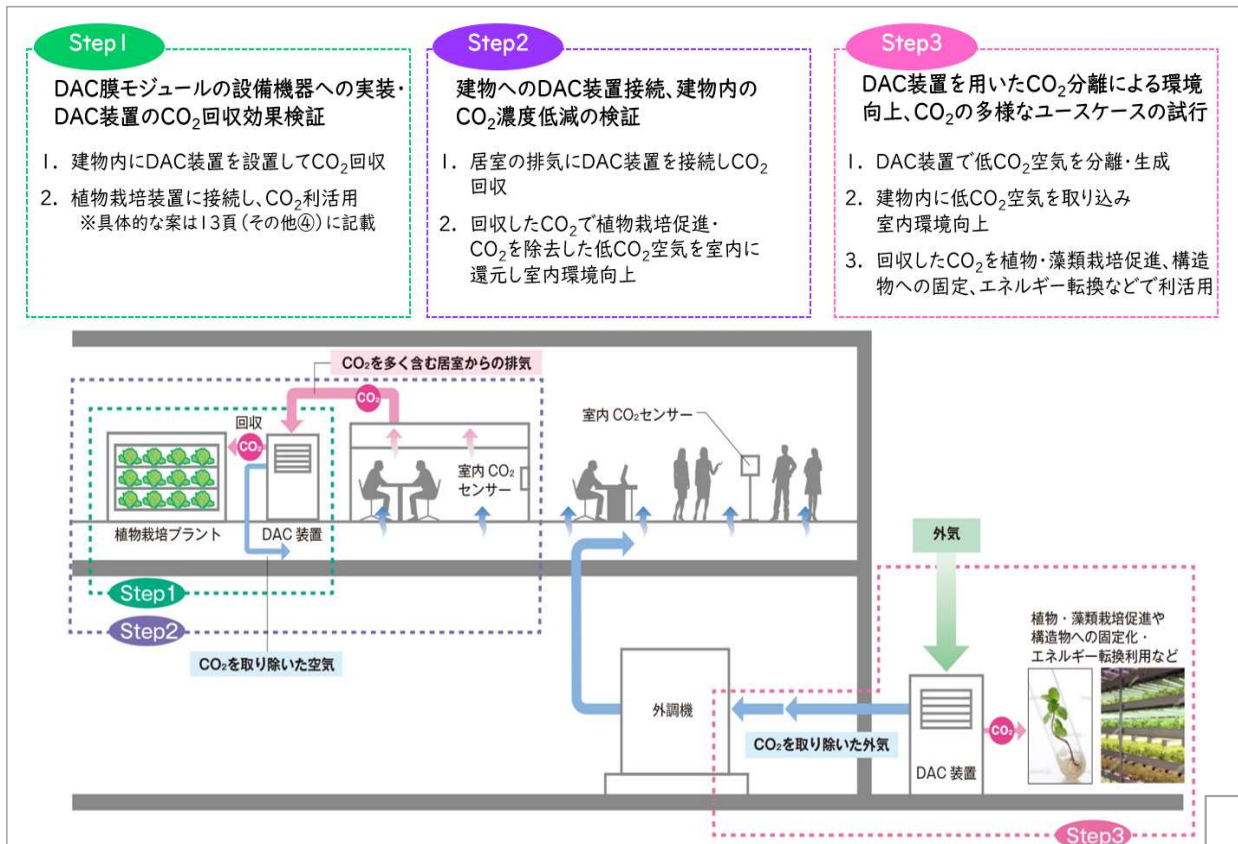 Step1
DAC膜モジュールの設備機器への実装・
DAC装置のCO₂回収効果検証
1. 建物内にDAC装置を設置してCO₂回収
2. 植物栽培装置に接続し、CO₂利活用
※具体的な案は13頁(その他④)に記載
Step2
建物へのDAC装置接続、建物内の
CO₂濃度低減の検証
1. 居室の排気にDAC装置を接続しCO₂
回収
2. 回収したCO₂で植物栽培促進・
CO₂を除去した低CO₂空気を室内に
還元し室内環境向上
Step3
DAC装置を用いたCO₂分離による環境
向上、CO₂の多様なユースケースの試行
1. DAC装置で低CO₂空気を分離・生成
2. 建物内に低CO₂空気を取り込み
室内環境向上
3. 回収したCO₂を植物・藻類栽培促進、構造
物への固定、エネルギー転換などで利活用
CO₂を多く含む居室からの排気
CO₂
回収
CO₂
室内 CO₂
センサー
室内 CO₂センサー
植物栽培プラント
DAC 装置
Step1
Step2
CO₂を取り除いた空気
外気
植物・藻類栽培促進や
構造物への固定化・
エネルギー転換利用など
外調機
CO₂を取り除いた外気
CO₂
DAC 装置
Step3